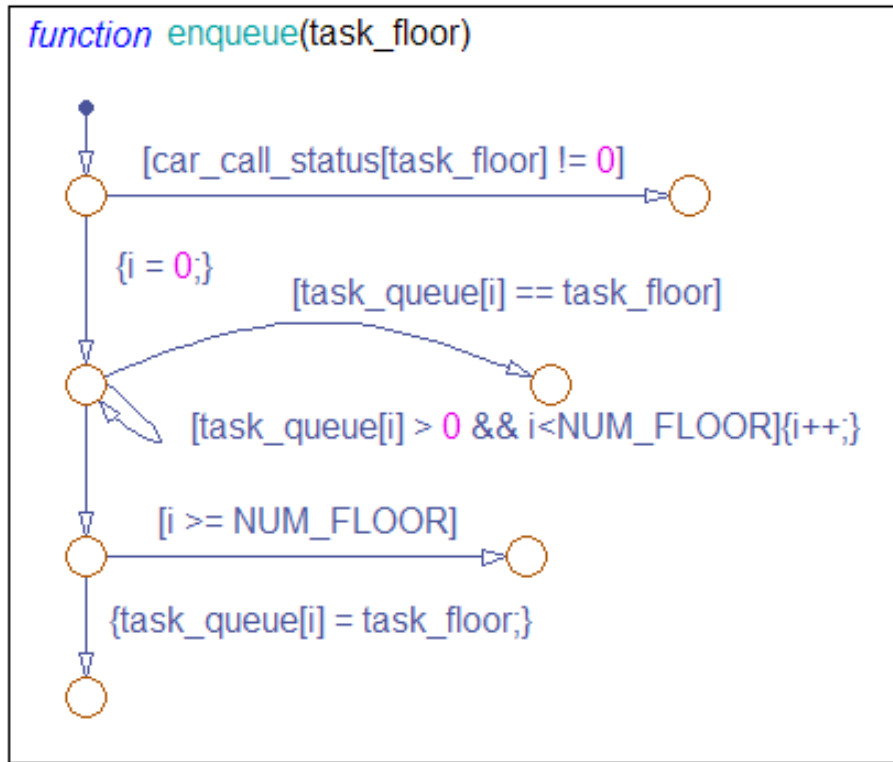 function enqueue(task_floor)
[car_call_status[task_floor] != 0]
{i = 0;}
[task_queue[i] == task_floor]
[task_queue[i] > 0 && i<NUM_FLOOR]{i++;}
[i >= NUM_FLOOR]
{task_queue[i] = task_floor;}